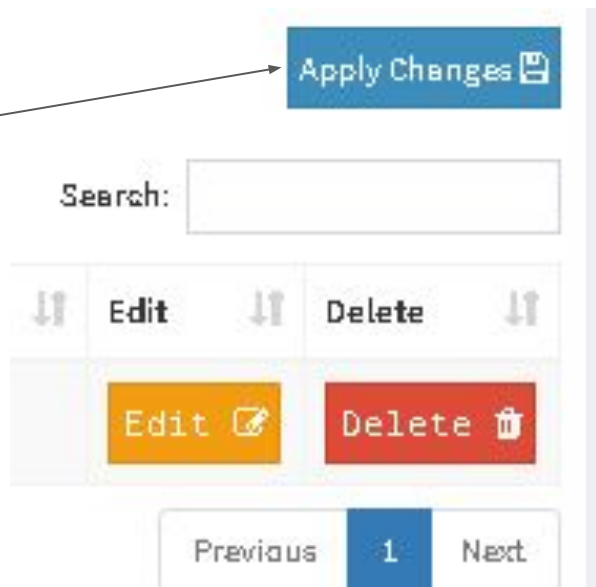 Apply Changes
Search:
Edit Delete
Edit Delete
Previous 1 Next